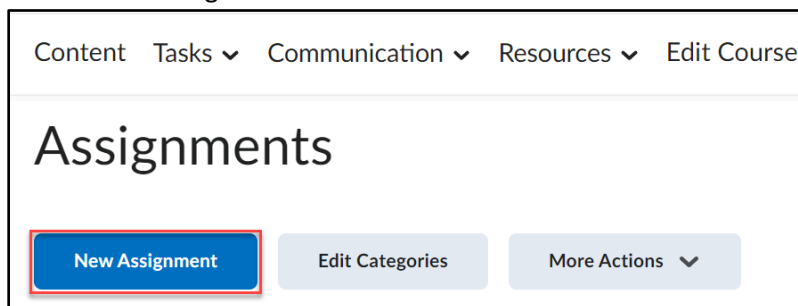 Content Tasks Communication Resources Edit Course
Assignments
New Assignment Edit Categories More Actions